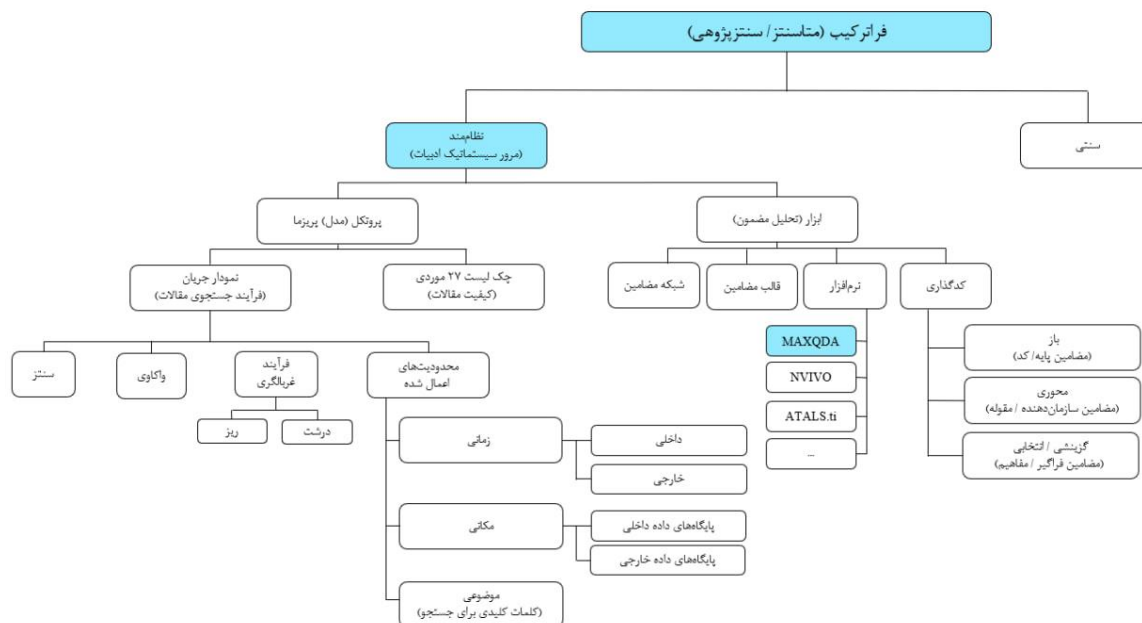 فراترکیب (متاسنتز/ سنتزپژوهی)
سنتی
نظام‌مند
(مرور سیستماتیک ادبیات)
ابزار (تحلیل مضمون)
پروتکل (مدل) پریزما
کدگذاری
نرم‌افزار
قالب مضامین
شبکه مضامین
چک لیست ۲۷ موردی
(کیفیت مقالات)
نمودار جریان
(فرآیند جستجوی مقالات)
باز
(مضامین پایه/ کد)
محوری
(مضامین سازمان‌دهنده / مقوله)
گزینشی / انتخابی
(مضامین فراگیر / مفاهیم)
MAXQDA
NVIVO
ATALS.ti
...
محدودیت‌های
اعمال شده
فرآیند
غربالگری
واکاوی
سنتز
درشت
ریز
زمانی
داخلی
خارجی
مکانی
پایگاه‌های داده داخلی
پایگاه‌های داده خارجی
موضوعی
(کلمات کلیدی برای جستجو)